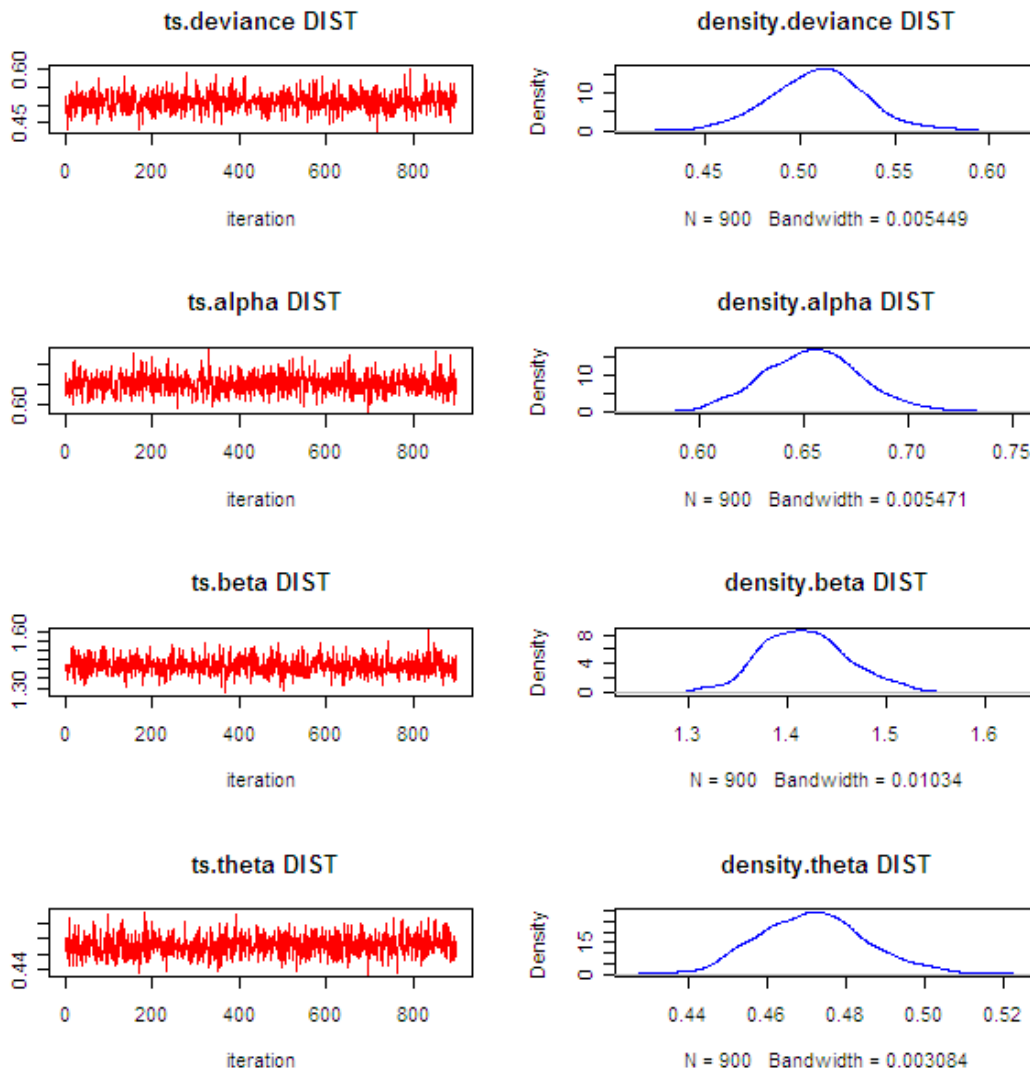 ts.deviance DIST
0.45 0.60
0 200 400 600 800
iteration
density.deviance DIST
Density
0 10
0.45 0.50 0.55 0.60
N = 900 Bandwidth = 0.005449
ts.alpha DIST
0.60
0 200 400 600 800
iteration
density.alpha DIST
Density
0 10
0.60 0.65 0.70 0.75
N = 900 Bandwidth = 0.005471
ts.beta DIST
1.30 1.60
0 200 400 600 800
iteration
density.beta DIST
Density
0 4 8
1.3 1.4 1.5 1.6
N = 900 Bandwidth = 0.01034
ts.theta DIST
0.44
0 200 400 600 800
iteration
density.theta DIST
Density
0 15
0.44 0.46 0.48 0.50 0.52
N = 900 Bandwidth = 0.003084